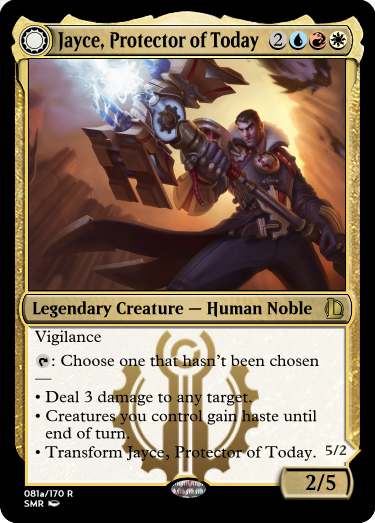 Jayce, Protector of Today 2
Legendary Creature — Human Noble
Vigilance
: Choose one that hasn't been chosen
—
• Deal 3 damage to any target.
• Creatures you control gain haste until
end of turn.
• Transform Jayce, Protector of Today. 5/2
2/5
081a/170 R
SMR